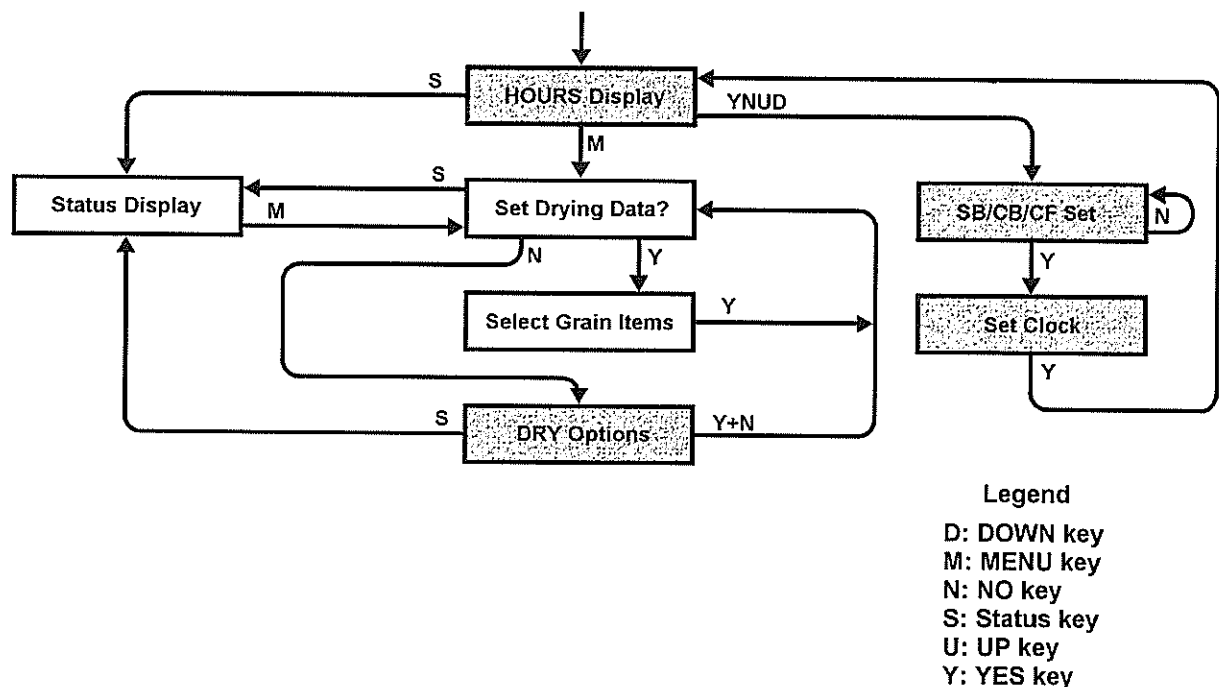 S
HOURS Display
YNUD
M
Status Display
S
M
Set Drying Data?
SB/CB/CF Set
N
N
Y
Y
Select Grain Items
Y
Set Clock
Y
S
DRY Options
Y+N
Legend
D: DOWN key
M: MENU key
N: NO key
S: Status key
U: UP key
Y: YES key